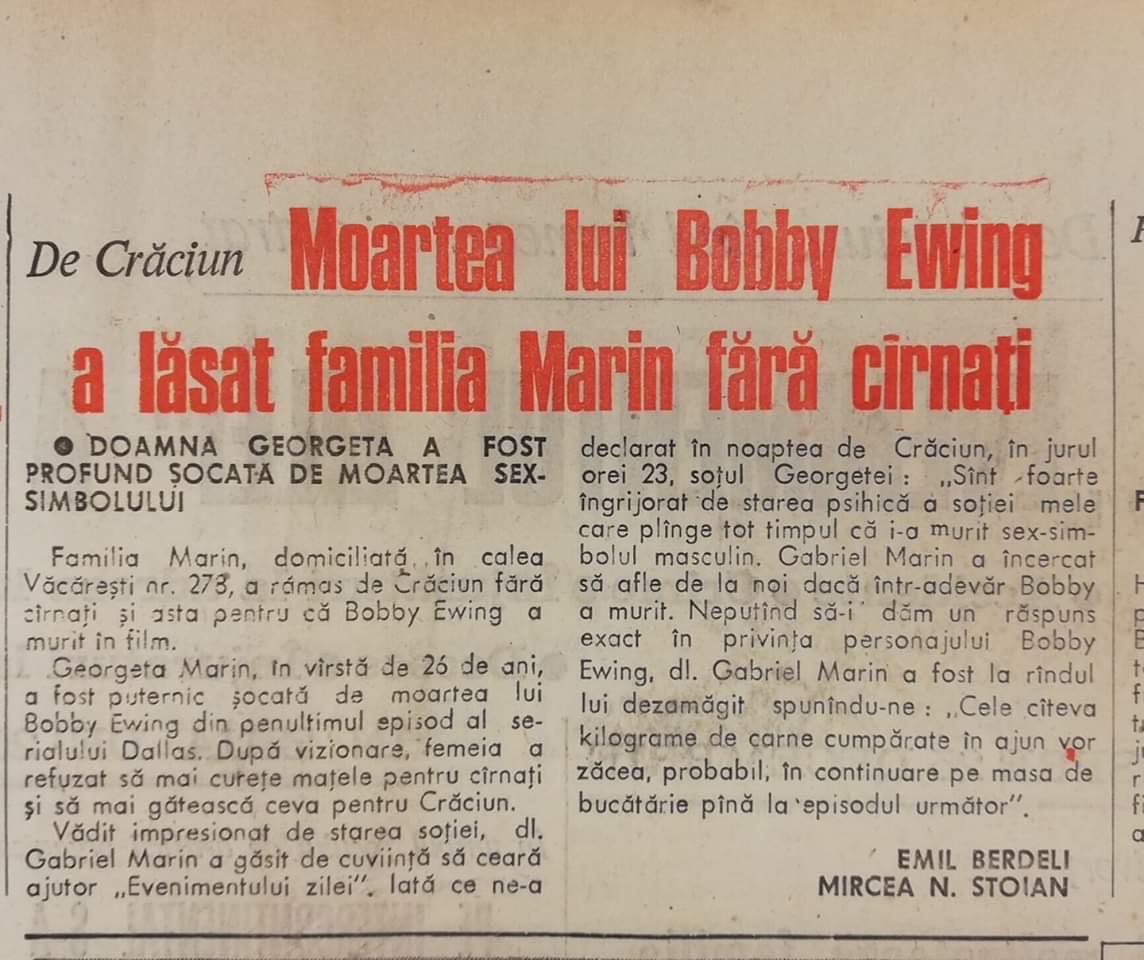 De Crăciun Moartea lui Bobby Ewing
a lăsat familia Marin fără cîrnați
● DOAMNA GEORGETA A FOST
PROFUND ȘOCATĂ DE MOARTEA SEX-
SIMBOLULUI
Familia Marin, domiciliată în calea
Văcărești nr. 273, a rămas de Crăciun fără
cîrnați și asta pentru că Bobby Ewing a
murit în film.
Georgeta Marin, în vîrstă de 26 de ani,
a fost puternic șocată de moartea lui
Bobby Ewing din penultimul episod al se-
rialului Dallas. După vizionare, femeia a
refuzat să mai curețe mațele pentru cîrnați
și să mai gătească ceva pentru Crăciun.
Vădit impresionat de starea soției, dl.
Gabriel Marin a găsit de cuviință să ceară
ajutor „Evenimentului zilei”. Iată ce ne-a
declarat în noaptea de Crăciun, în jurul
orei 23, soțul Georgetei : „Sînt foarte
îngrijorat de starea psihică a soției mele
care plînge tot timpul că i-a murit sex-sim-
bolul masculin. Gabriel Marin a încercat
să afle de la noi dacă într-adevăr Bobby
a murit. Neputînd să-i dăm un răspuns
exact în privința personajului Bobby
Ewing, dl. Gabriel Marin a fost la rîndul
lui dezamăgit spunîndu-ne : „Cele cîteva
kilograme de carne cumpărate în ajun vor
zăcea, probabil, în continuare pe masa de
bucătărie pînă la episodul următor”.
EMIL BERDELI
MIRCEA N. STOIAN